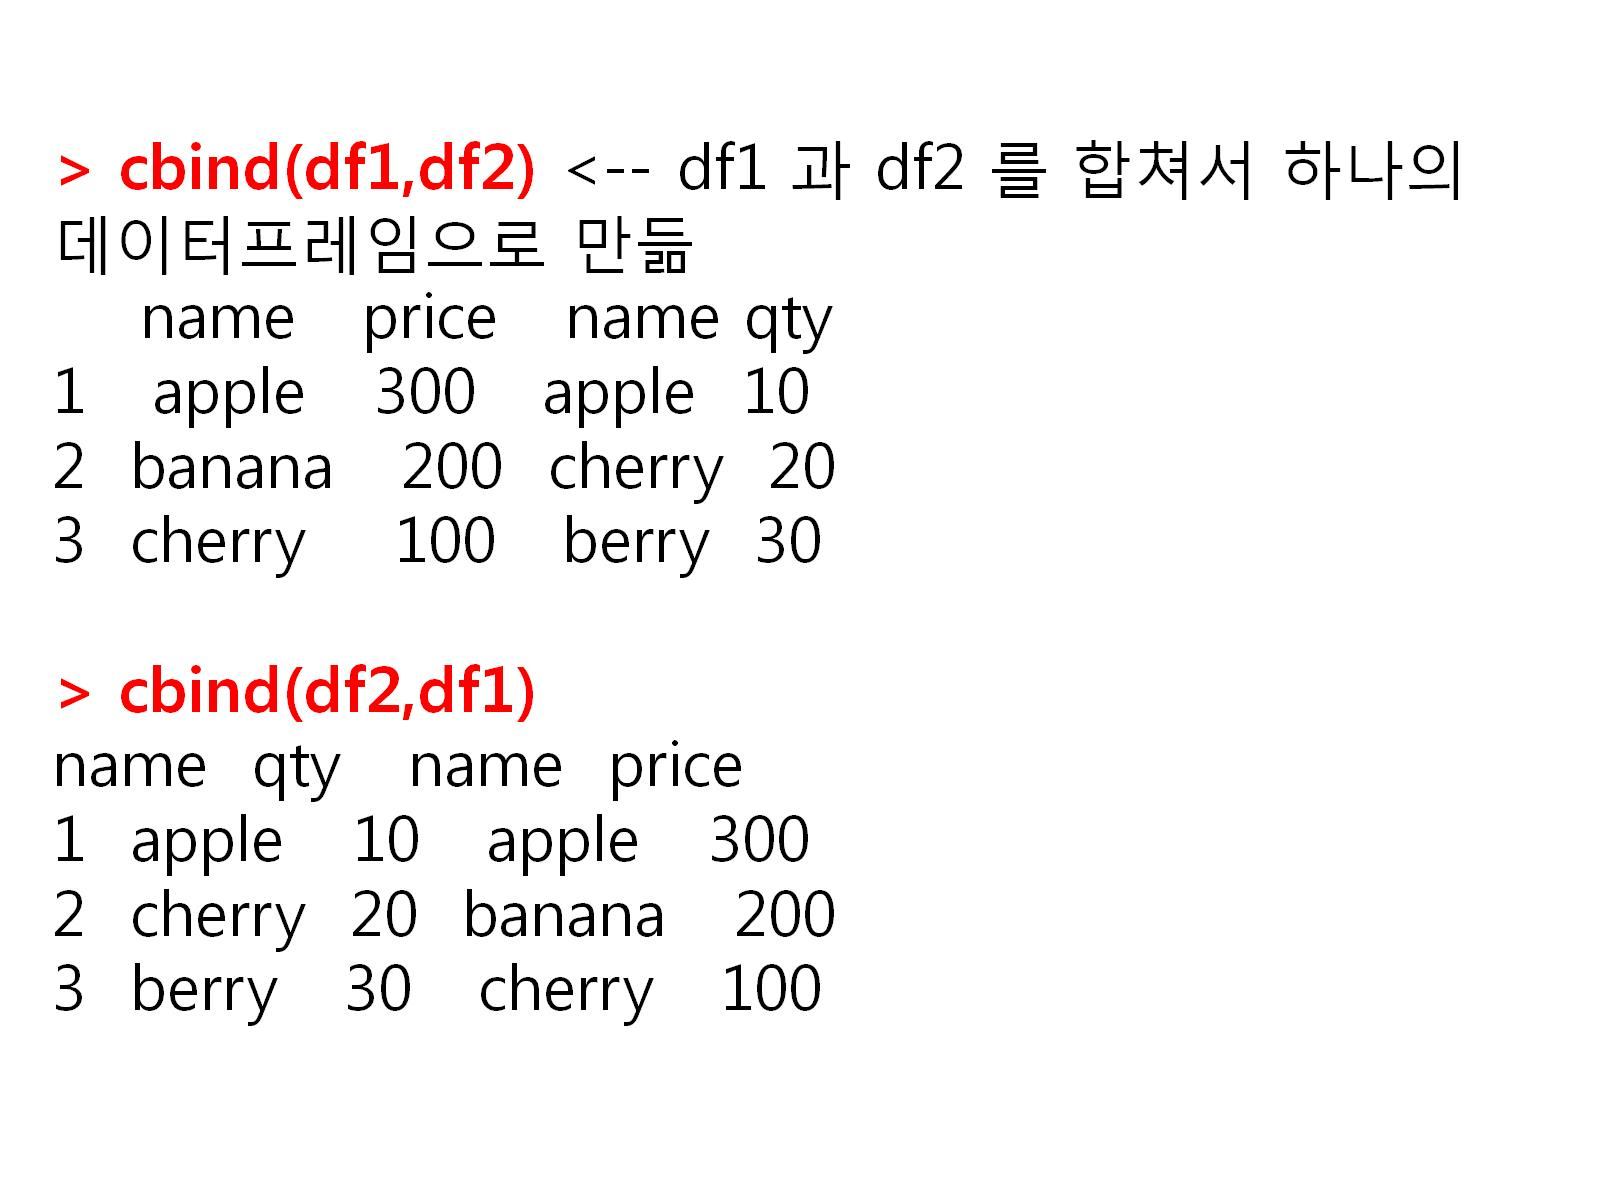 > cbind(df1,df2) <-- df1 과 df2 를 합쳐서 하나의
데이터프레임으로 만듦
name price name qty
1 apple 300 apple 10
2 banana 200 cherry 20
3 cherry 100 berry 30
> cbind(df2,df1)
name qty name price
1 apple 10 apple 300
2 cherry 20 banana 200
3 berry 30 cherry 100